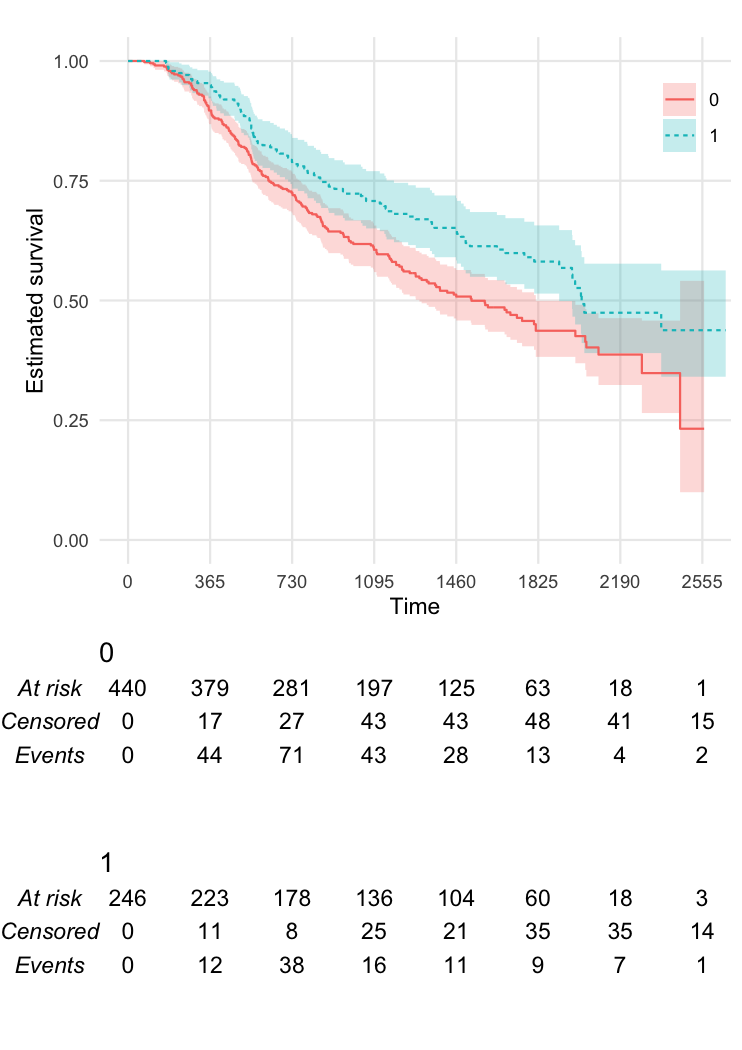 1.00
0
1
0.75
0.50
0.25
0.00
Estimated survival
0 365 730 1095 1460 1825 2190 2555
Time
0
At risk 440 379 281 197 125 63 18 1
Censored 0 17 27 43 43 48 41 15
Events 0 44 71 43 28 13 4 2
1
At risk 246 223 178 136 104 60 18 3
Censored 0 11 8 25 21 35 35 14
Events 0 12 38 16 11 9 7 1